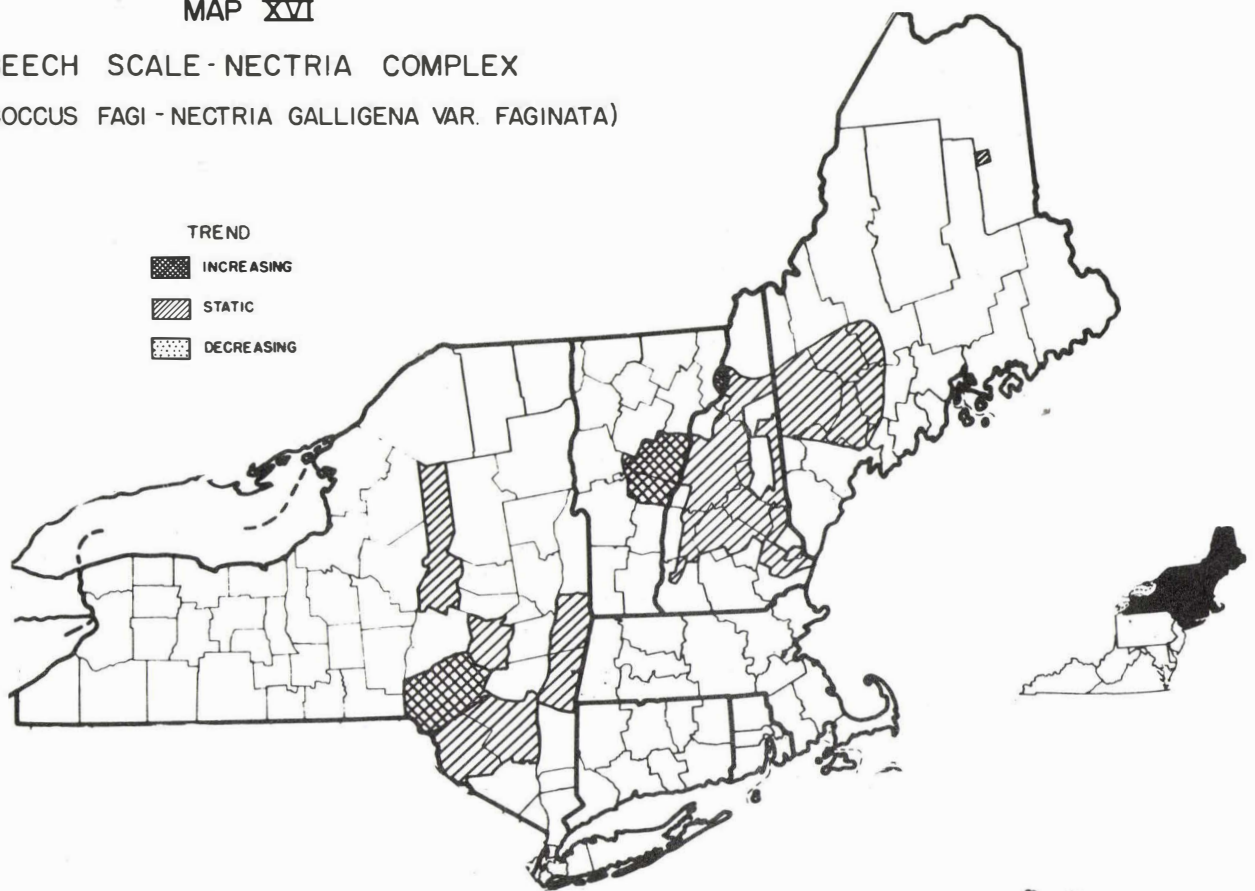 MAP XVI
EECH SCALE-NECTRIA COMPLEX
OCCUS FAGI - NECTRIA GALLIGENA VAR. FAGINATA)
TREND
INCREASING
STATIC
DECREASING